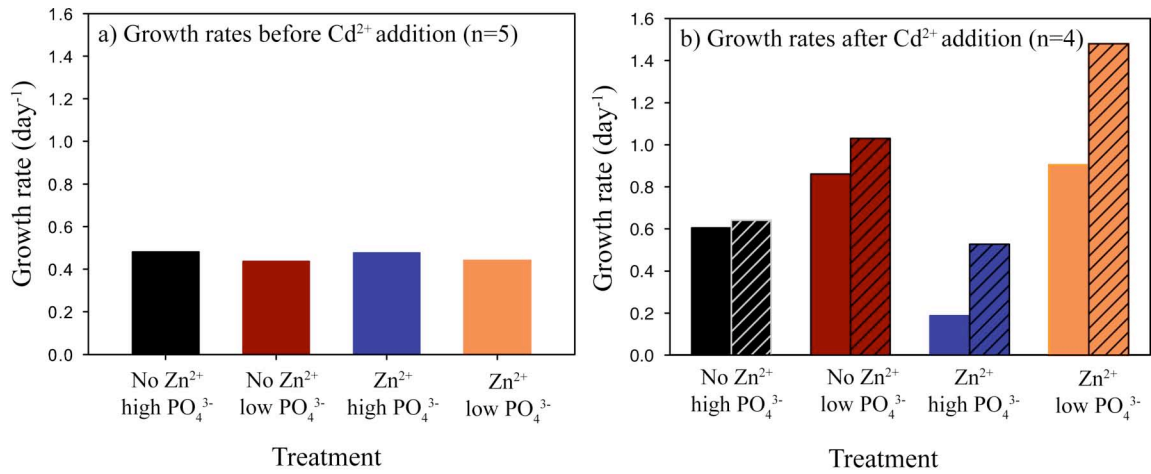 a) Growth rates before Cd²⁺ addition (n=5)
Growth rate (day⁻¹)
1.6
1.4
1.2
1.0
0.8
0.6
0.4
0.2
0.0
No Zn²⁺
high PO₄³⁻
No Zn²⁺
low PO₄³⁻
Zn²⁺
high PO₄³⁻
Zn²⁺
low PO₄³⁻
Treatment
b) Growth rates after Cd²⁺ addition (n=4)
Growth rate (day⁻¹)
1.6
1.4
1.2
1.0
0.8
0.6
0.4
0.2
0.0
No Zn²⁺
high PO₄³⁻
No Zn²⁺
low PO₄³⁻
Zn²⁺
high PO₄³⁻
Zn²⁺
low PO₄³⁻
Treatment